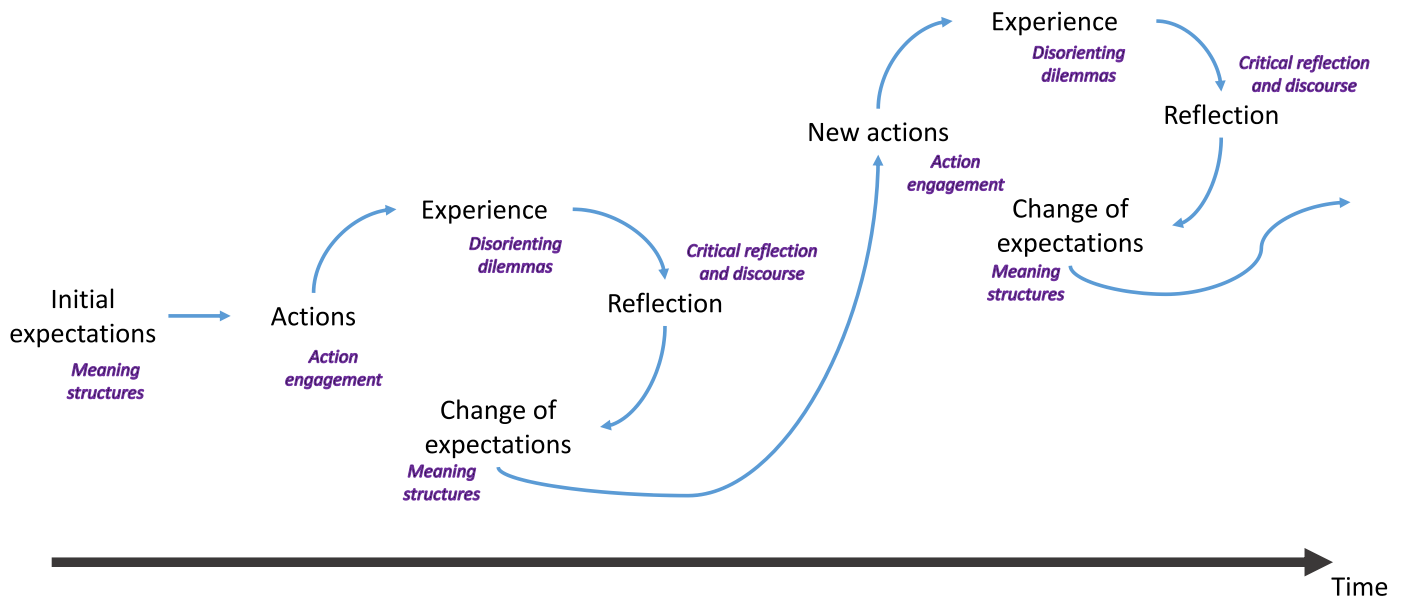 Initial
expectations
Meaning
structures
Actions
Action
engagement
Experience
Disorienting
dilemmas
Critical reflection
and discourse
Reflection
Change of
expectations
Meaning
structures
New actions
Action
engagement
Experience
Disorienting
dilemmas
Critical reflection
and discourse
Reflection
Change of
expectations
Meaning
structures
Time